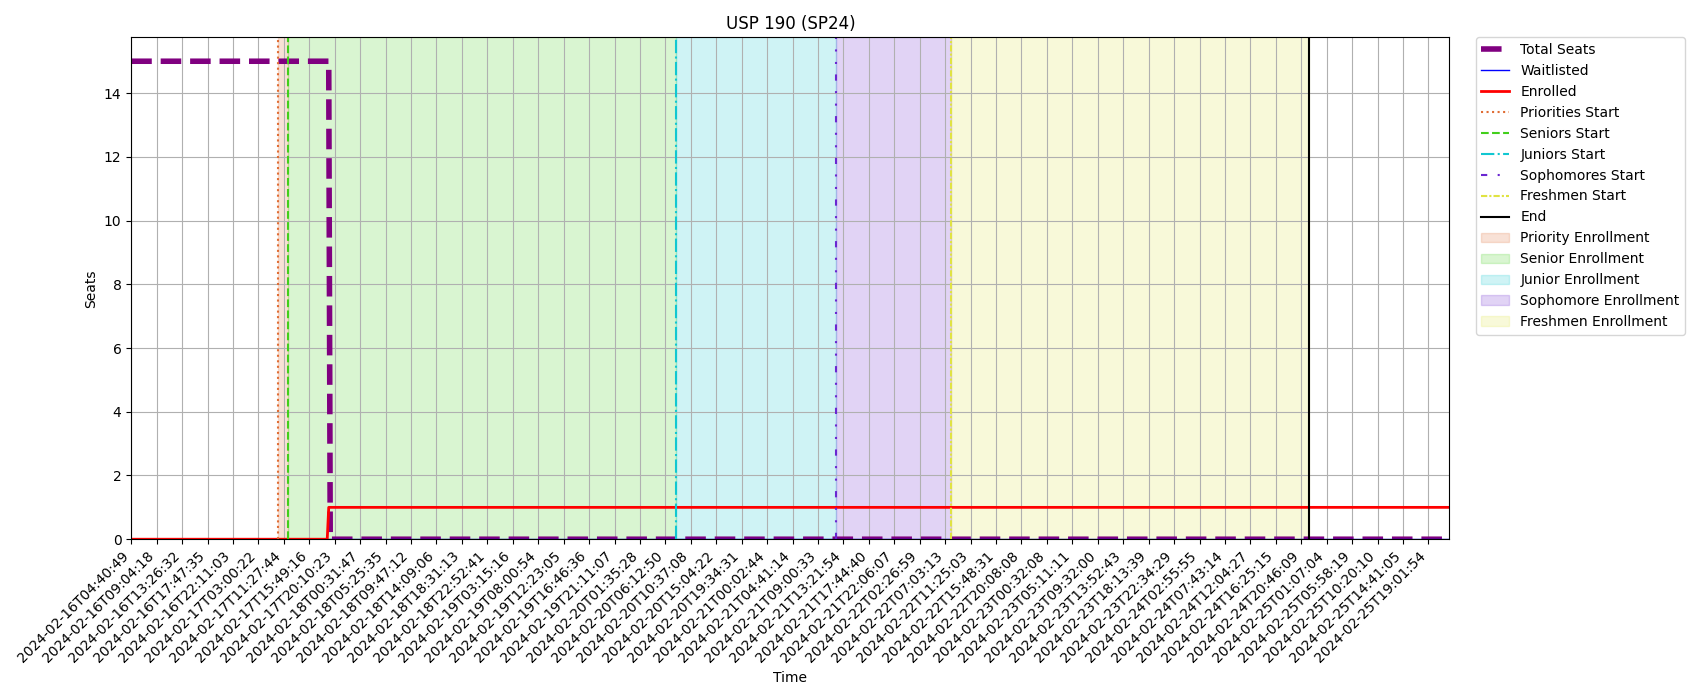 USP 190 (SP24)
Seats
14
12
10
8
6
4
2
0
2024-02-16T04:40:49
2024-02-16T09:04:18
2024-02-16T13:26:32
2024-02-16T17:47:35
2024-02-16T22:11:03
2024-02-17T03:00:22
2024-02-17T11:27:44
2024-02-17T15:49:16
2024-02-17T20:10:23
2024-02-18T00:31:47
2024-02-18T05:25:35
2024-02-18T09:47:12
2024-02-18T14:09:06
2024-02-18T18:31:13
2024-02-18T22:52:41
2024-02-19T03:15:16
2024-02-19T08:00:54
2024-02-19T12:23:05
2024-02-19T16:46:36
2024-02-19T21:11:07
2024-02-20T01:35:28
2024-02-20T06:12:50
2024-02-20T10:37:08
2024-02-20T15:04:22
2024-02-20T19:34:31
2024-02-21T00:02:44
2024-02-21T04:41:14
2024-02-21T09:00:33
2024-02-21T13:21:54
2024-02-21T17:44:40
2024-02-21T22:06:07
2024-02-22T02:26:59
2024-02-22T07:03:13
2024-02-22T11:25:03
2024-02-22T15:48:31
2024-02-22T20:08:08
2024-02-23T00:32:08
2024-02-23T05:11:11
2024-02-23T09:32:00
2024-02-23T13:52:43
2024-02-23T18:13:39
2024-02-23T22:34:29
2024-02-24T02:55:55
2024-02-24T07:43:14
2024-02-24T12:04:27
2024-02-24T16:25:15
2024-02-24T20:46:09
2024-02-25T01:07:04
2024-02-25T05:58:19
2024-02-25T10:20:10
2024-02-25T14:41:05
2024-02-25T19:01:54
Time
Total Seats
Waitlisted
Enrolled
Priorities Start
Seniors Start
Juniors Start
Sophomores Start
Freshmen Start
End
Priority Enrollment
Senior Enrollment
Junior Enrollment
Sophomore Enrollment
Freshmen Enrollment